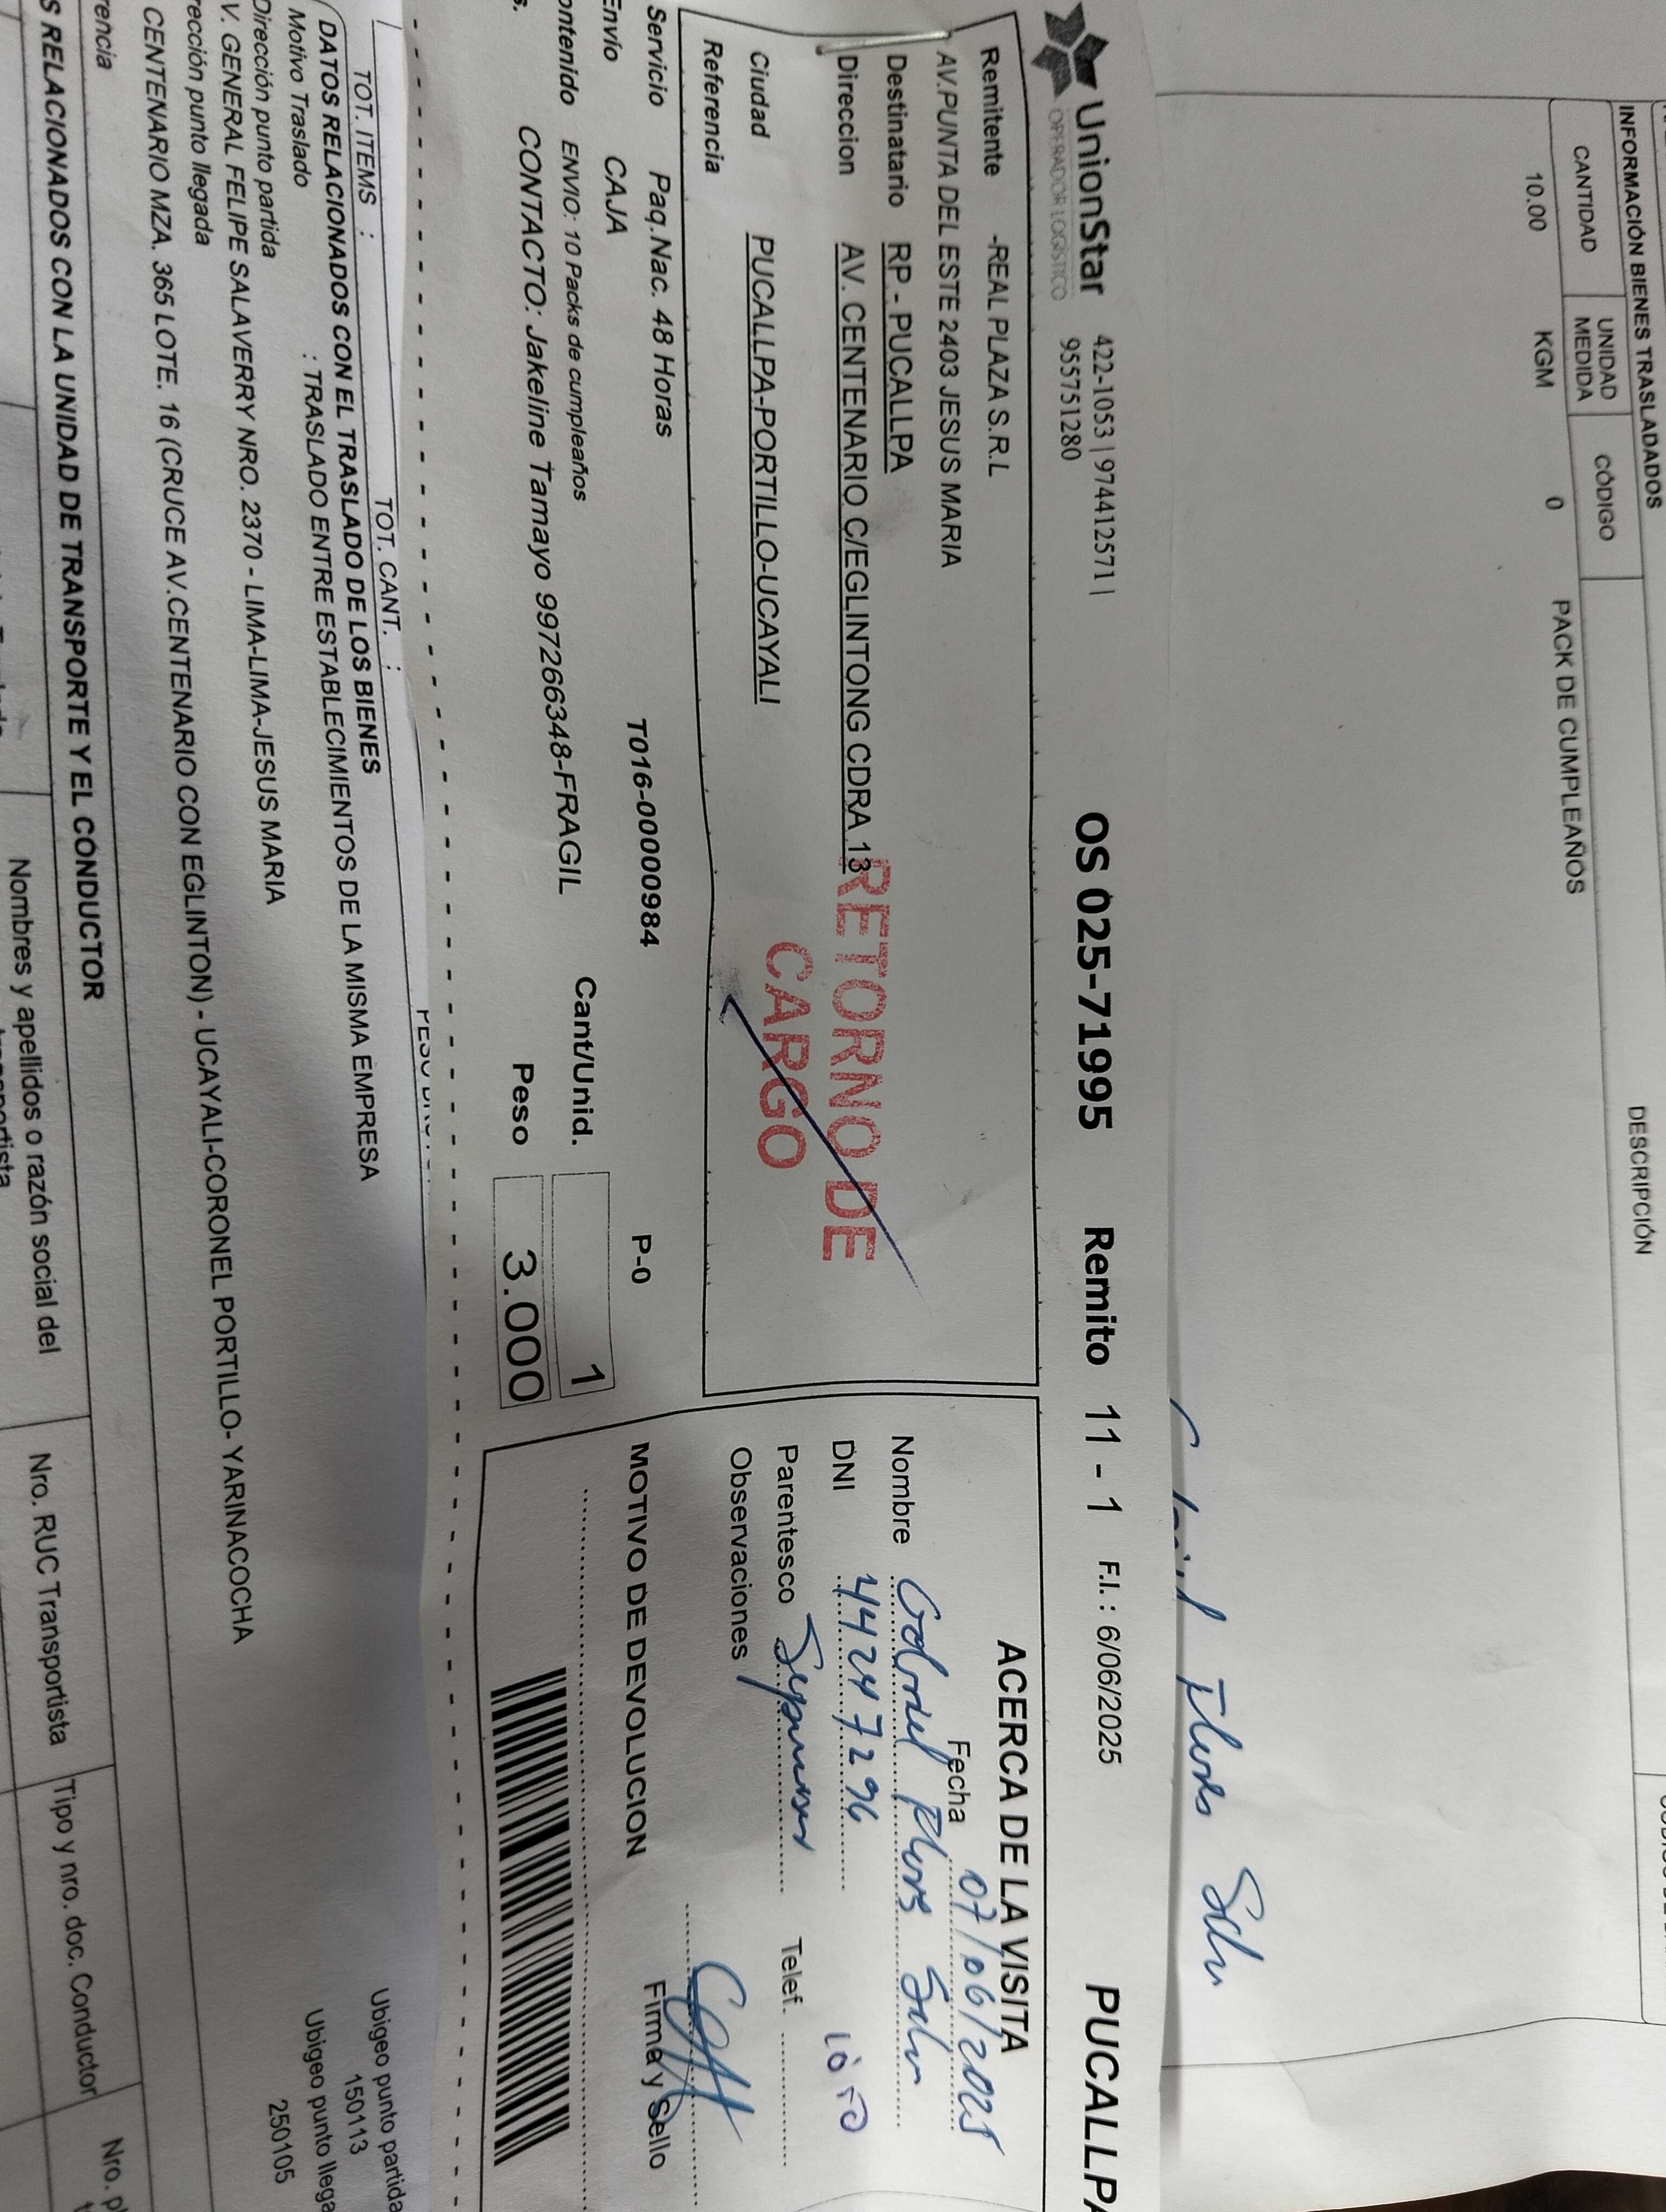 INFORMACIÓN BIENES TRASLADADOS
CANTIDAD
UNIDAD MEDIDA
CÓDIGO
DESCRIPCIÓN
10.00
KGM
0
PACK DE CUMPLEAÑOS
UnionStar
OPERADOR LOGÍSTICO
422-1053 | 974412571 |
955751280
OS 025-71995
Remito 11 - 1
F.I. : 6/06/2025
PUCALLPA
Remitente -REAL PLAZA S.R.L
AV.PUNTA DEL ESTE 2403 JESUS MARIA
Destinatario RP - PUCALLPA
Direccion AV. CENTENARIO C/EGLINTONG CDRA 13
Ciudad PUCALLPA-PORTILLO-UCAYALI
Referencia
RETORNO DE
CARGO
ACERCA DE LA VISITA
Fecha 07/06/2025
Nombre
DNI 44247296
Parentesco
Telef.
Observaciones
MOTIVO DE DEVOLUCION
Firma y Sello
Servicio Paq.Nac. 48 Horas
T016-00000984
P-0
Envío CAJA
ontenido ENVIO: 10 Packs de cumpleaños
Cant/Unid. 1
s. CONTACTO: Jakeline Tamayo 997266348-FRAGIL
Peso 3.000
TOT. ITEMS :
TOT. CANT. :
DATOS RELACIONADOS CON EL TRASLADO DE LOS BIENES
Motivo Traslado : TRASLADO ENTRE ESTABLECIMIENTOS DE LA MISMA EMPRESA
Dirección punto partida
Ubigeo punto partida
V. GENERAL FELIPE SALAVERRY NRO. 2370 - LIMA-LIMA-JESUS MARIA
150113
rección punto llegada
Ubigeo punto llega
CENTENARIO MZA. 365 LOTE. 16 (CRUCE AV.CENTENARIO CON EGLINTON) - UCAYALI-CORONEL PORTILLO- YARINACOCHA
250105
rencia
S RELACIONADOS CON LA UNIDAD DE TRANSPORTE Y EL CONDUCTOR
Nombres y apellidos o razón social del
Nro. RUC Transportista
Tipo y nro. doc. Conductor
Nro. p